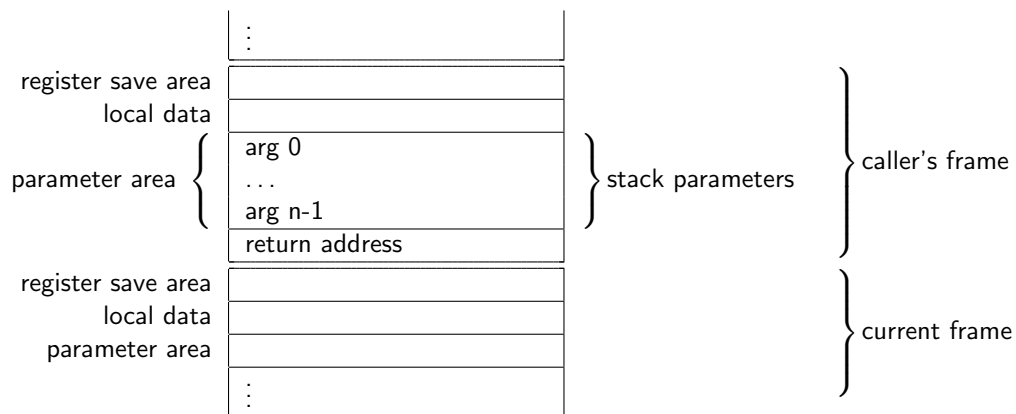 ⋮
register save area
local data
arg 0
parameter area
. . .
stack parameters
caller's frame
arg n-1
return address
register save area
local data
current frame
parameter area
⋮